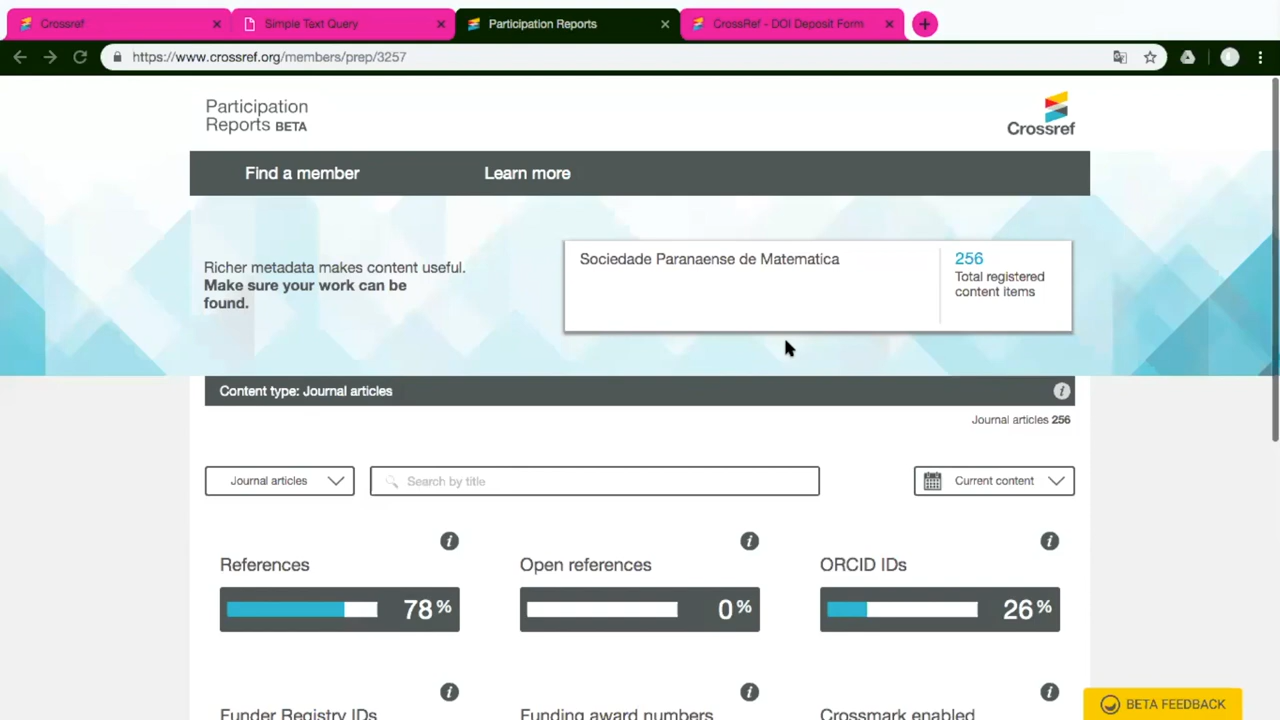 Crossref
Simple Text Query
Participation Reports
CrossRef - DOI Deposit Form
https://www.crossref.org/members/prep/3257
Participation
Reports BETA
Crossref
Find a member
Learn more
Richer metadata makes content useful.
Make sure your work can be
found.
Sociedade Paranaense de Matematica
256
Total registered
content items
Content type: Journal articles
Journal articles 256
Journal articles
Search by title
Current content
References
78%
Open references
0%
ORCID IDs
26%
Funder Registry IDs
Funding award numbers
Crossmark enabled
BETA FEEDBACK